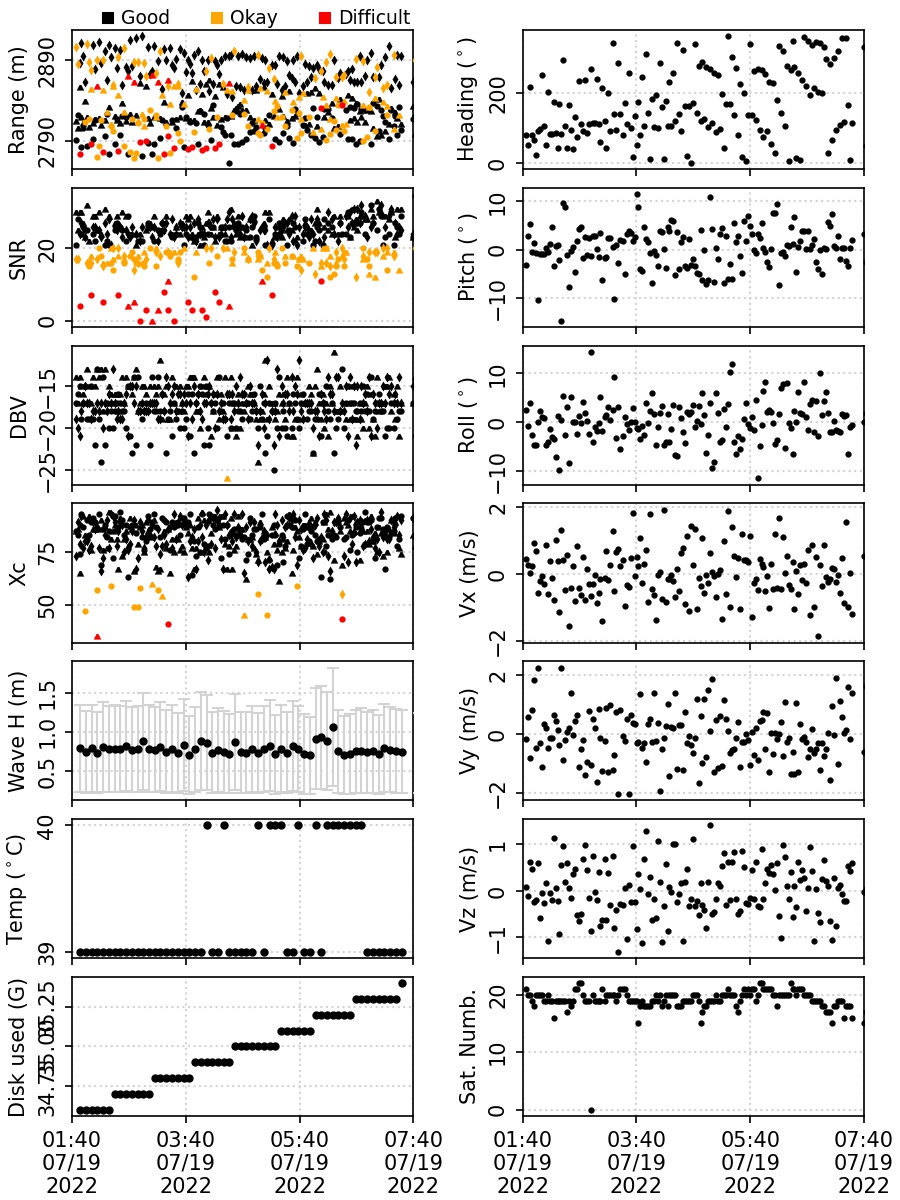 Good Okay Difficult
Range (m)
2890
2790
Heading (°)
200
0
SNR
20
0
Pitch (°)
10
0
−10
DBV
−15
−20
−25
Roll (°)
10
0
−10
Xc
75
50
Vx (m/s)
2
0
−2
Wave H (m)
1.5
1.0
0.5
Vy (m/s)
2
0
−2
Temp (°C)
40
39
Vz (m/s)
1
0
−1
Disk used (G)
35.25
35.00
34.75
Sat. Numb.
20
10
0
01:40 03:40 05:40 07:40
07/19 07/19 07/19 07/19
2022 2022 2022 2022
01:40 03:40 05:40 07:40
07/19 07/19 07/19 07/19
2022 2022 2022 2022